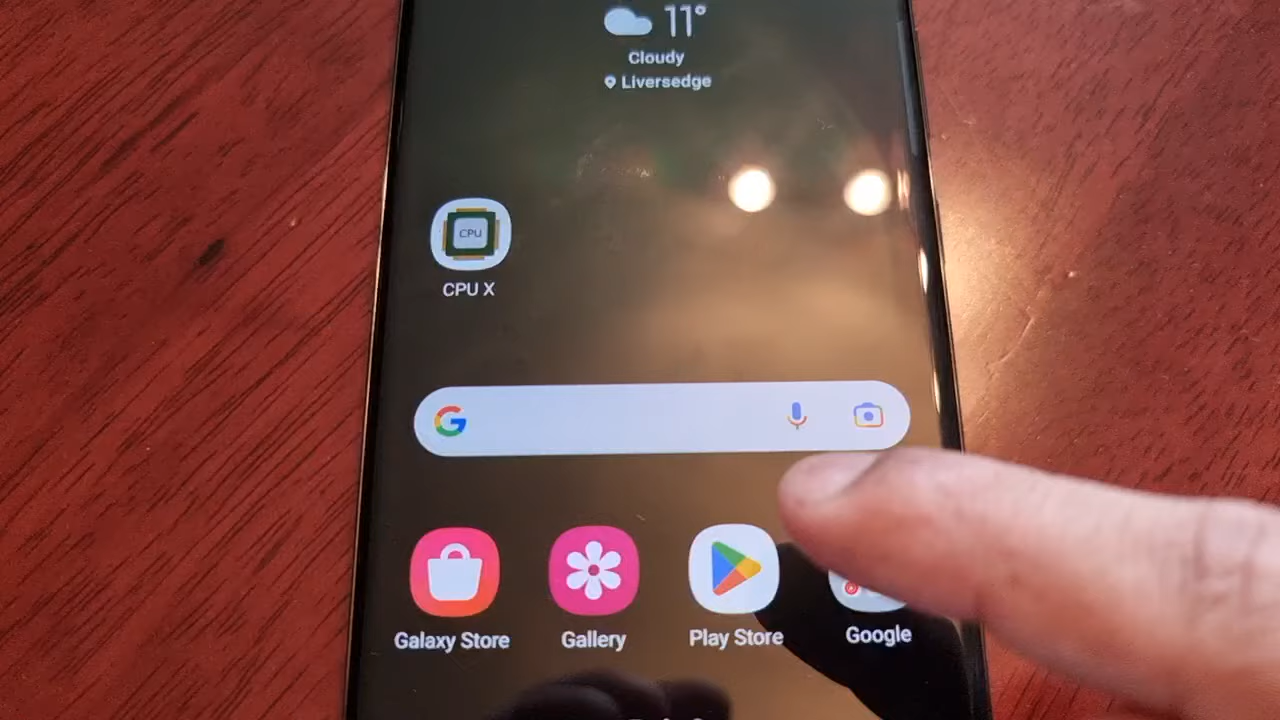 11°
Cloudy
Liversedge
CPU
CPU X
G
Galaxy Store
Gallery
Play Store
Google